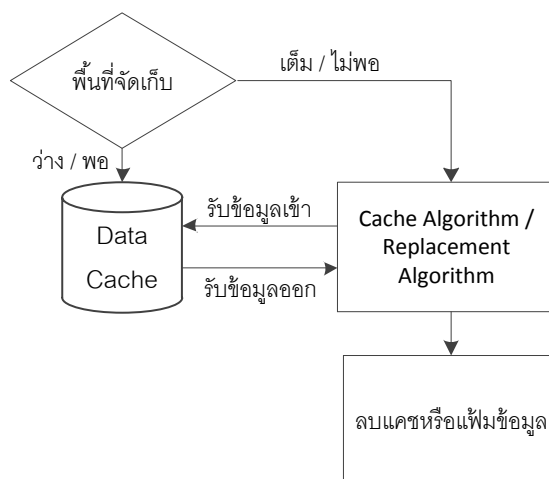 พื้นที่จัดเก็บ
เต็ม / ไม่พอ
ว่าง / พอ
รับข้อมูลเข้า
Data
Cache
รับข้อมูลออก
Cache Algorithm /
Replacement
Algorithm
ลบแคชหรือแฟ้มข้อมูล